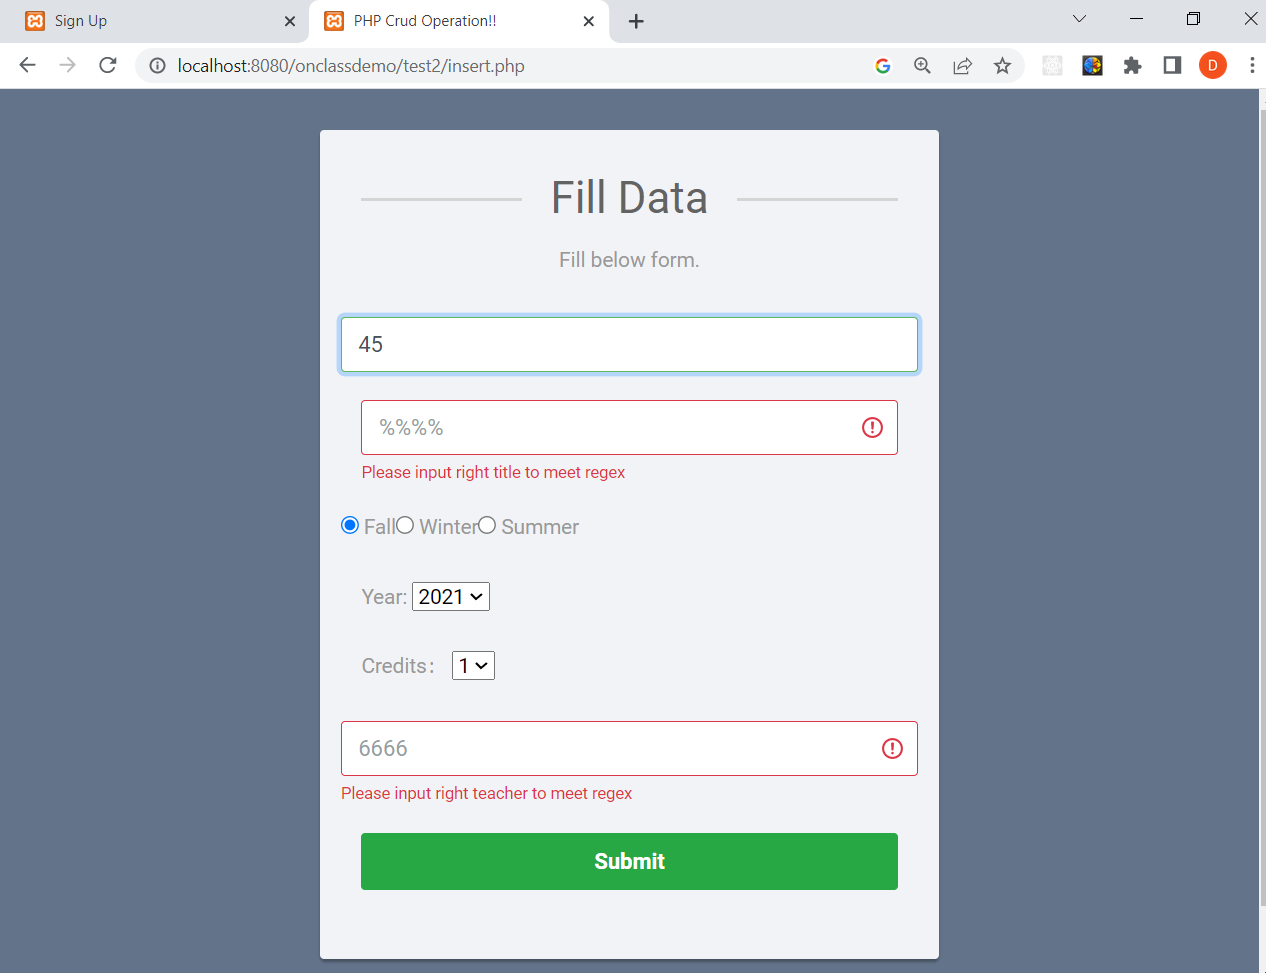 Sign Up
PHP Crud Operation!!
localhost:8080/onclassdemo/test2/insert.php
D
Fill Data
Fill below form.
45
%%%%
Please input right title to meet regex
Fall Winter Summer
Year: 2021
Credits: 1
6666
Please input right teacher to meet regex
Submit